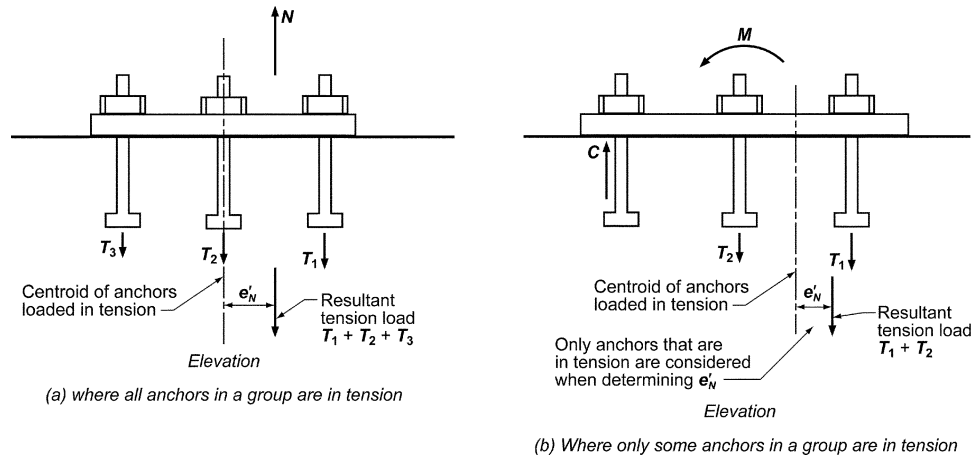 N
T3
T2
T1
Centroid of anchors
loaded in tension
e'N
Resultant
tension load
T1 + T2 + T3
Elevation
(a) where all anchors in a group are in tension
M
C
T2
T1
Centroid of anchors
loaded in tension
e'N
Resultant
tension load
T1 + T2
Only anchors that are
in tension are considered
when determining e'N
Elevation
(b) Where only some anchors in a group are in tension